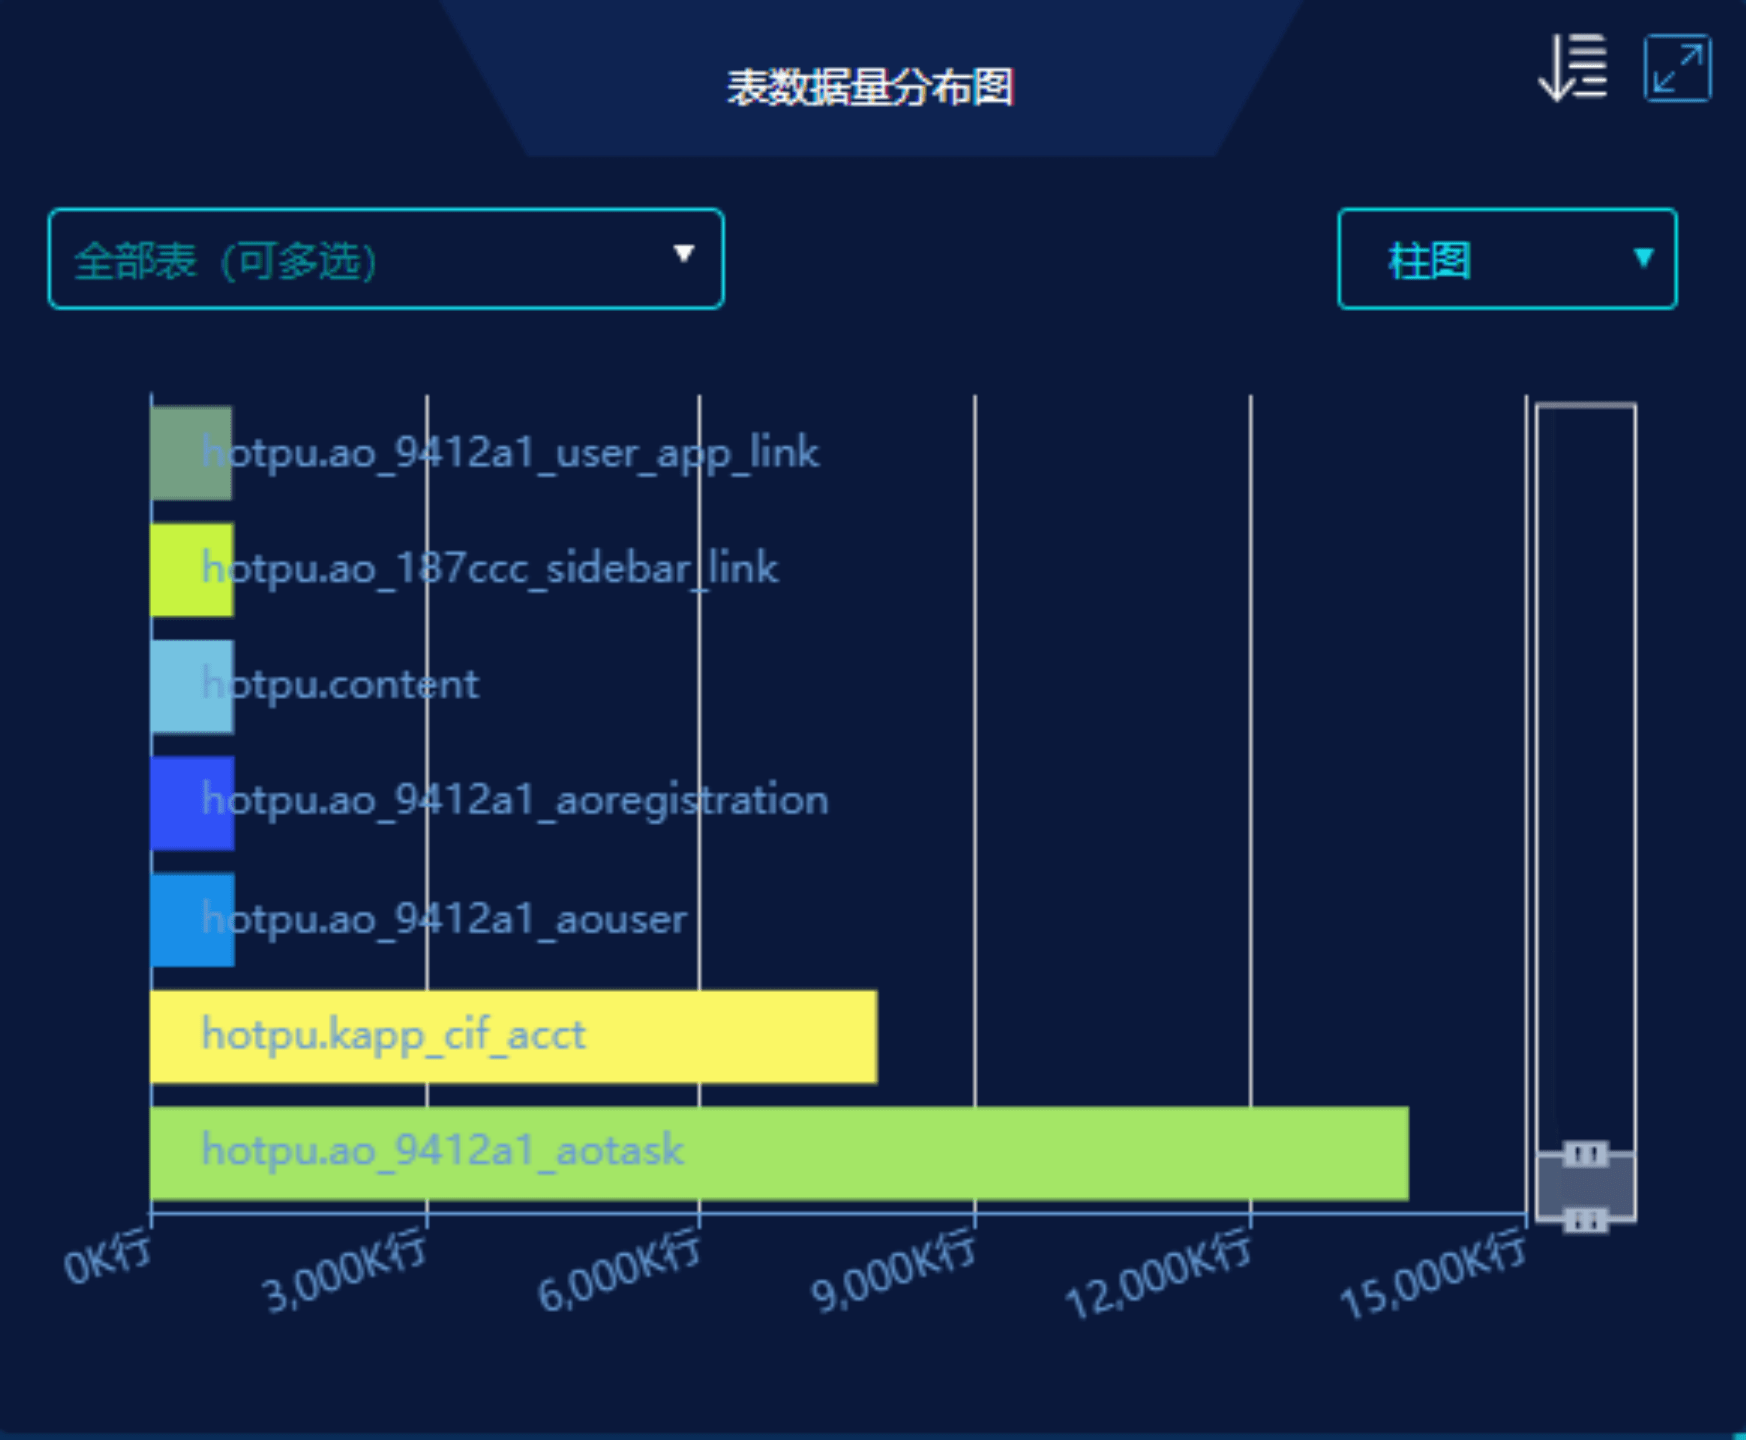 表数据量分布图
全部表（可多选）
柱图
hotpu.ao_9412a1_user_app_link
hotpu.ao_187ccc_sidebar_link
hotpu.content
hotpu.ao_9412a1_aoregistration
hotpu.ao_9412a1_aouser
hotpu.kapp_cif_acct
hotpu.ao_9412a1_aotask
0K行
3,000K行
6,000K行
9,000K行
12,000K行
15,000K行